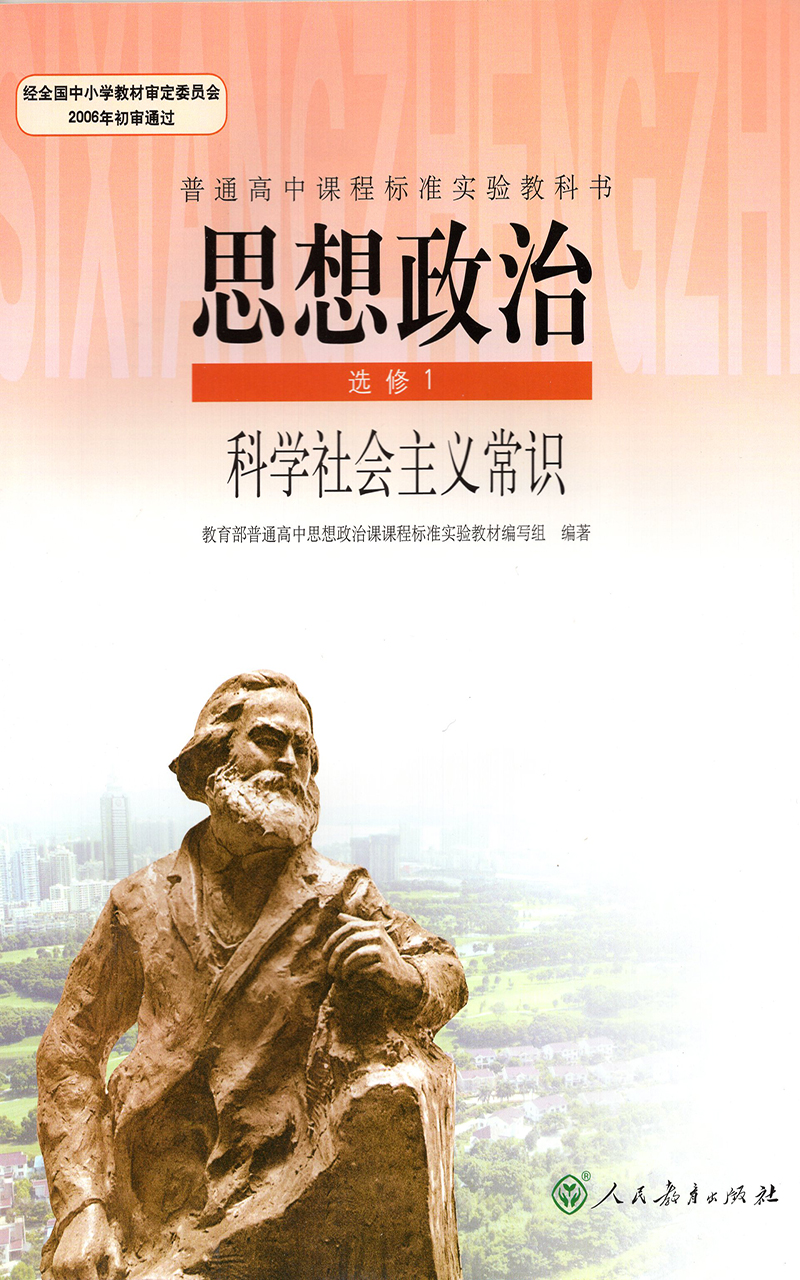 SIXIANGZHENGZHI
经全国中小学教材审定委员会
2006年初审通过
普通高中课程标准实验教科书
思想政治
选修1
科学社会主义常识
教育部普通高中思想政治课课程标准实验教材编写组 编著
® 人民教育出版社